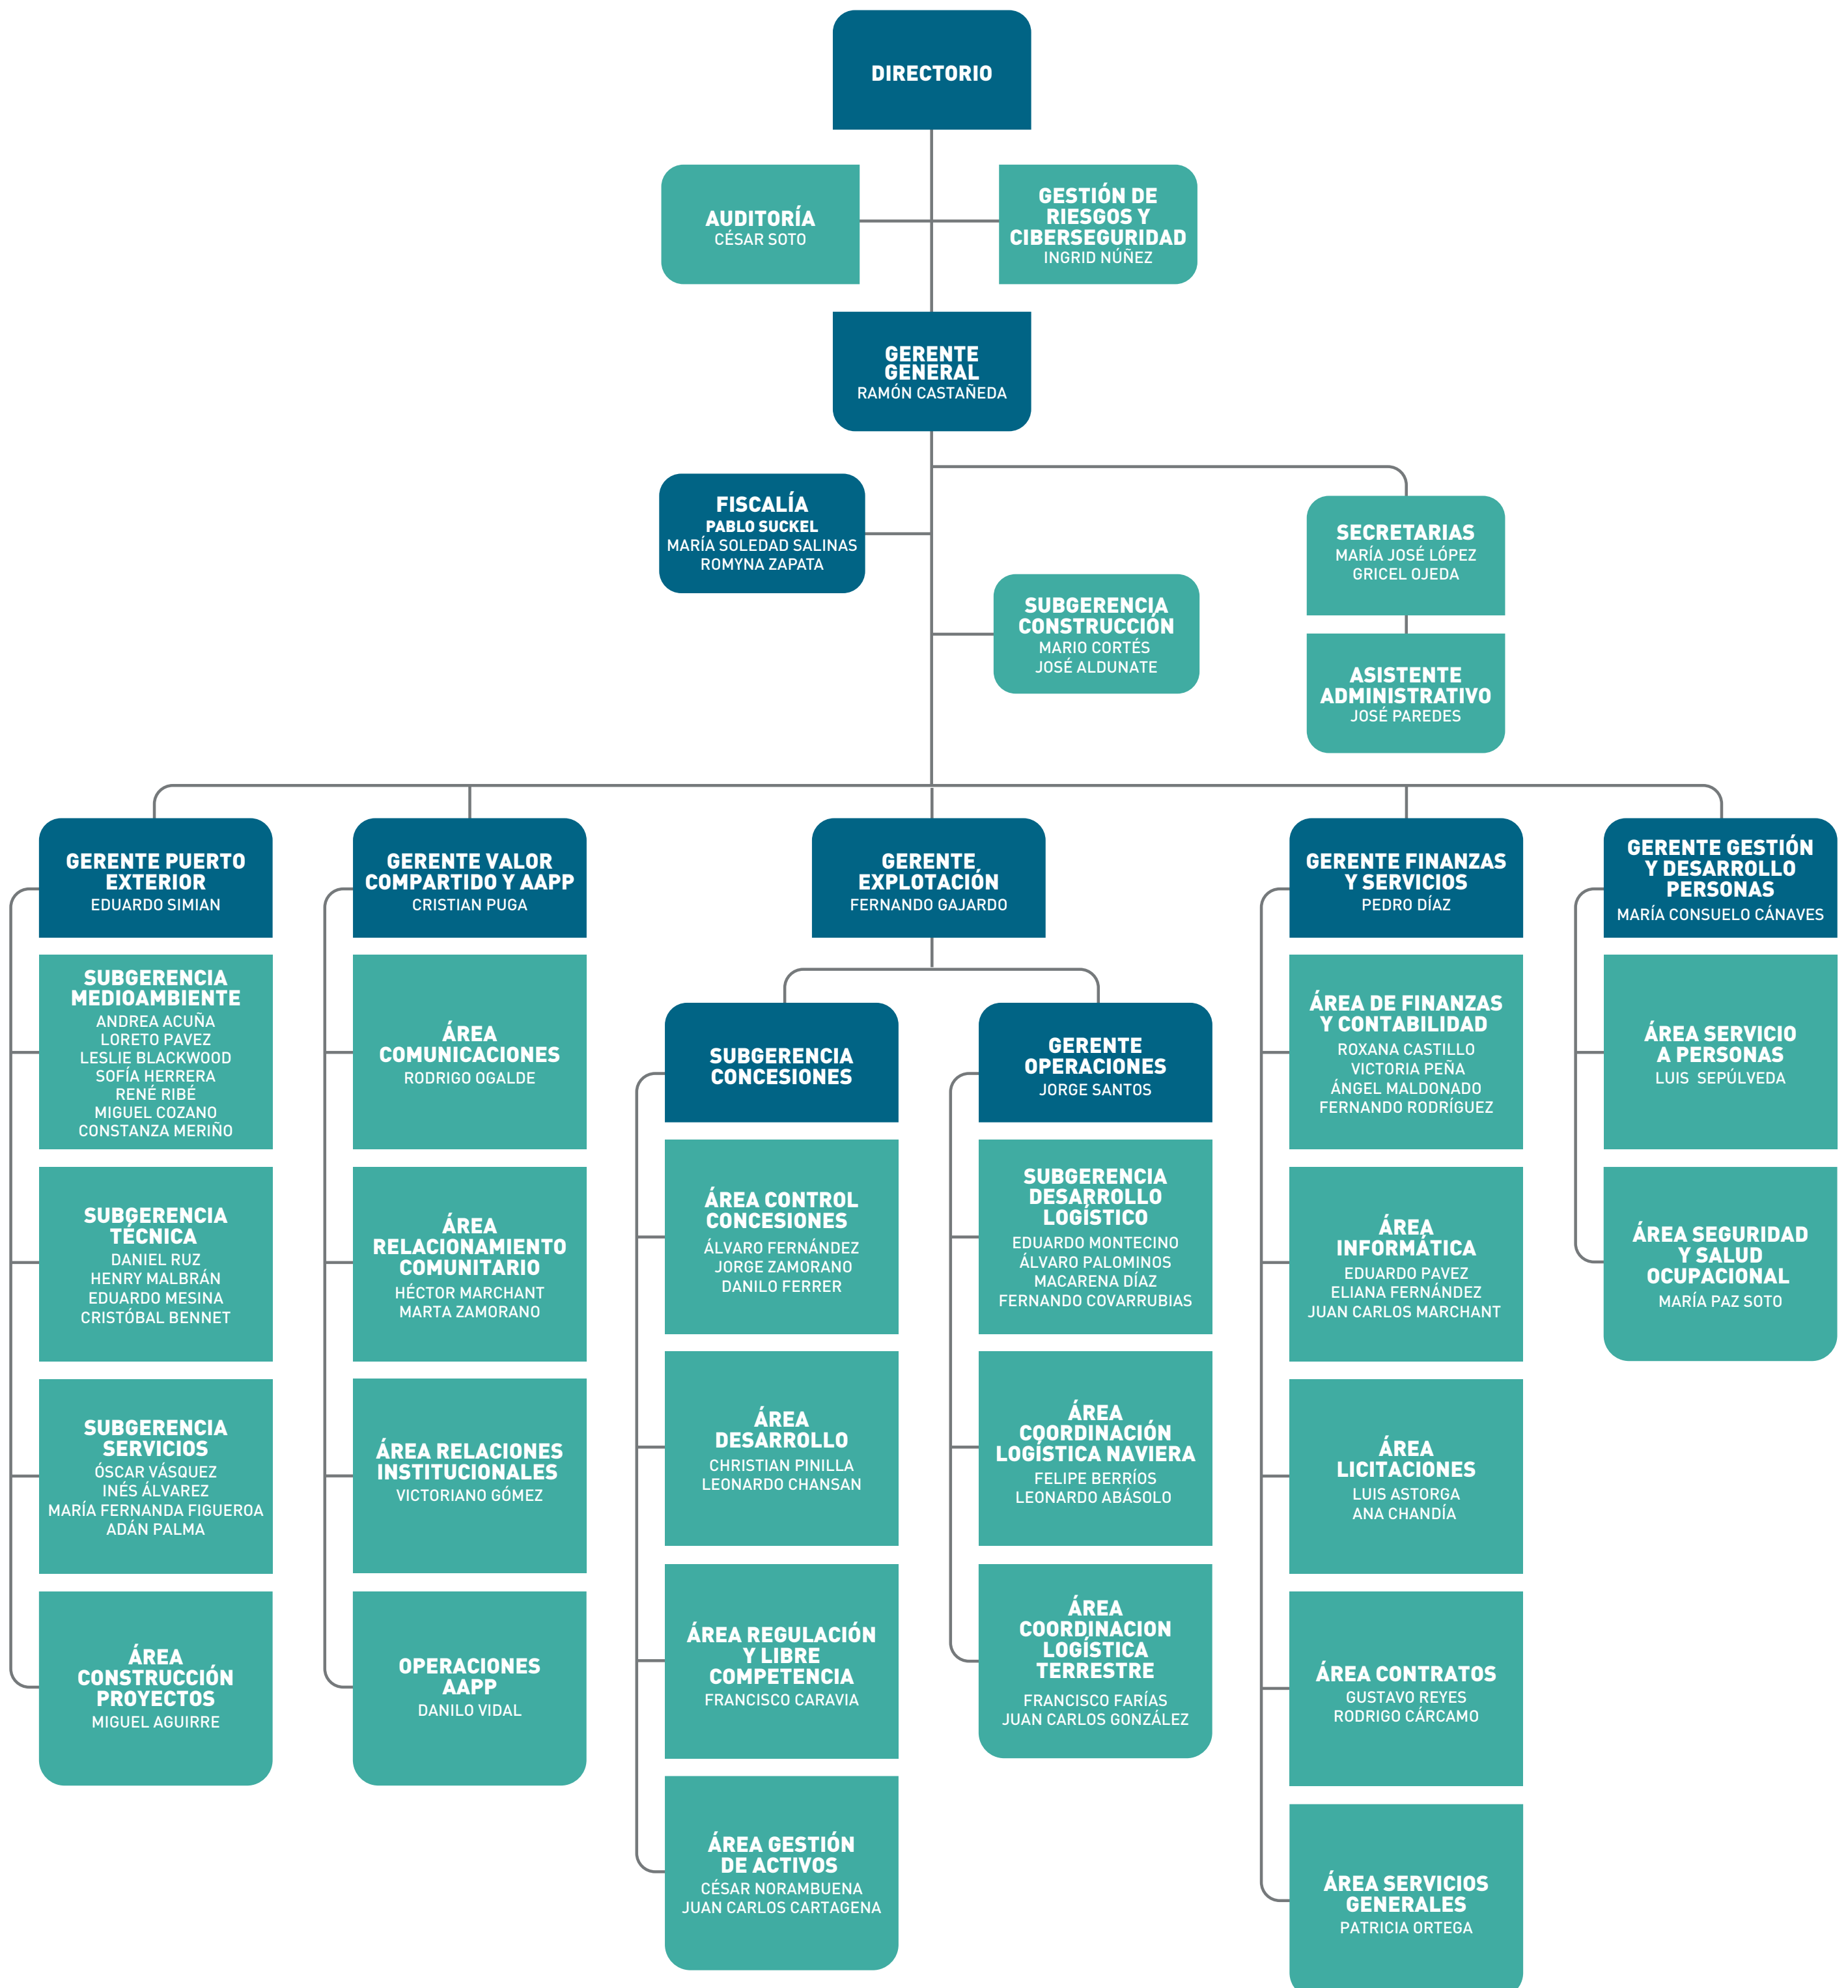 DIRECTORIO
AUDITORÍA
CÉSAR SOTO
GESTIÓN DE
RIESGOS Y
CIBERSEGURIDAD
INGRID NÚÑEZ
GERENTE
GENERAL
RAMÓN CASTAÑEDA
FISCALÍA
PABLO SUCKEL
MARÍA SOLEDAD SALINAS
ROMYNA ZAPATA
SECRETARIAS
MARÍA JOSÉ LÓPEZ
GRICEL OJEDA
SUBGERENCIA
CONSTRUCCIÓN
MARIO CORTÉS
JOSÉ ALDUNATE
ASISTENTE
ADMINISTRATIVO
JOSÉ PAREDES
GERENTE PUERTO
EXTERIOR
EDUARDO SIMIAN
SUBGERENCIA
MEDIOAMBIENTE
ANDREA ACUÑA
LORETO PAVEZ
LESLIE BLACKWOOD
SOFÍA HERRERA
RENÉ RIBÉ
MIGUEL COZANO
CONSTANZA MERIÑO
SUBGERENCIA
TÉCNICA
DANIEL RUZ
HENRY MALBRÁN
EDUARDO MESINA
CRISTÓBAL BENNET
SUBGERENCIA
SERVICIOS
ÓSCAR VÁSQUEZ
INÉS ÁLVAREZ
MARÍA FERNANDA FIGUEROA
ADÁN PALMA
ÁREA
CONSTRUCCIÓN
PROYECTOS
MIGUEL AGUIRRE
GERENTE VALOR
COMPARTIDO Y AAPP
CRISTIAN PUGA
ÁREA
COMUNICACIONES
RODRIGO OGALDE
ÁREA
RELACIONAMIENTO
COMUNITARIO
HÉCTOR MARCHANT
MARTA ZAMORANO
ÁREA RELACIONES
INSTITUCIONALES
VICTORIANO GÓMEZ
OPERACIONES
AAPP
DANILO VIDAL
GERENTE
EXPLOTACIÓN
FERNANDO GAJARDO
SUBGERENCIA
CONCESIONES
ÁREA CONTROL
CONCESIONES
ÁLVARO FERNÁNDEZ
JORGE ZAMORANO
DANILO FERRER
ÁREA
DESARROLLO
CHRISTIAN PINILLA
LEONARDO CHANSAN
ÁREA REGULACIÓN
Y LIBRE
COMPETENCIA
FRANCISCO CARAVIA
ÁREA GESTIÓN
DE ACTIVOS
CÉSAR NORAMBUENA
JUAN CARLOS CARTAGENA
GERENTE
OPERACIONES
JORGE SANTOS
SUBGERENCIA
DESARROLLO
LOGÍSTICO
EDUARDO MONTECINO
ÁLVARO PALOMINOS
MACARENA DÍAZ
FERNANDO COVARRUBIAS
ÁREA
COORDINACIÓN
LOGÍSTICA NAVIERA
FELIPE BERRÍOS
LEONARDO ABÁSOLO
ÁREA
COORDINACION
LOGÍSTICA
TERRESTRE
FRANCISCO FARÍAS
JUAN CARLOS GONZÁLEZ
GERENTE FINANZAS
Y SERVICIOS
PEDRO DÍAZ
ÁREA DE FINANZAS
Y CONTABILIDAD
ROXANA CASTILLO
VICTORIA PEÑA
ÁNGEL MALDONADO
FERNANDO RODRÍGUEZ
ÁREA
INFORMÁTICA
EDUARDO PAVEZ
ELIANA FERNÁNDEZ
JUAN CARLOS MARCHANT
ÁREA
LICITACIONES
LUIS ASTORGA
ANA CHANDÍA
ÁREA CONTRATOS
GUSTAVO REYES
RODRIGO CÁRCAMO
ÁREA SERVICIOS
GENERALES
PATRICIA ORTEGA
GERENTE GESTIÓN
Y DESARROLLO
PERSONAS
MARÍA CONSUELO CÁNAVES
ÁREA SERVICIO
A PERSONAS
LUIS SEPÚLVEDA
ÁREA SEGURIDAD
Y SALUD
OCUPACIONAL
MARÍA PAZ SOTO